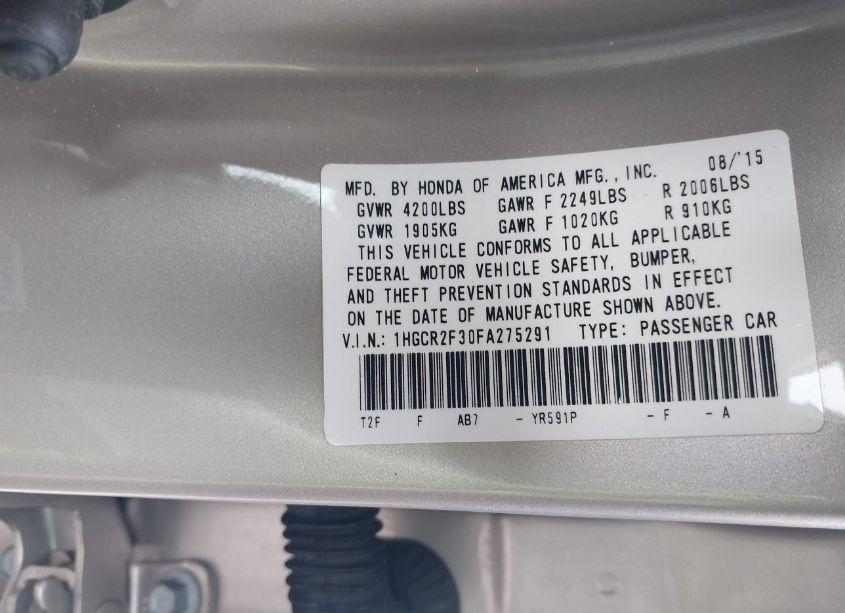 MFD. BY HONDA OF AMERICA MFG., INC. 08/'15
GVWR 4200LBS GAWR F 2249LBS R 2006LBS
GVWR 1905KG GAWR F 1020KG R 910KG
THIS VEHICLE CONFORMS TO ALL APPLICABLE
FEDERAL MOTOR VEHICLE SAFETY, BUMPER,
AND THEFT PREVENTION STANDARDS IN EFFECT
ON THE DATE OF MANUFACTURE SHOWN ABOVE.
V.I.N.: 1HGCR2F30FA275291 TYPE: PASSENGER CAR
T2F F AB7 - YR591P - F - A